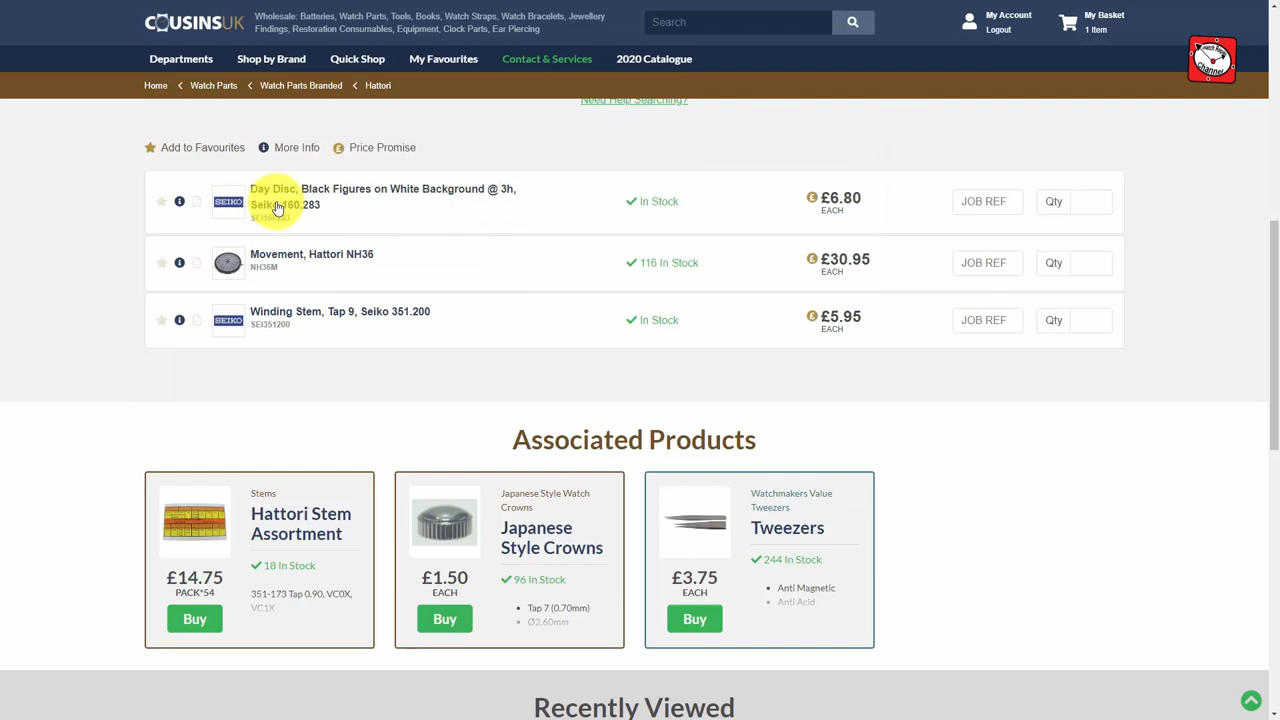 COUSINSUK
Wholesale: Batteries, Watch Parts, Tools, Books, Watch Straps, Watch Bracelets, Jewellery
Findings, Restoration Consumables, Equipment, Clock Parts, Ear Piercing
Search
My Account
Logout
My Basket
1 Item
Departments
Shop by Brand
Quick Shop
My Favourites
Contact & Services
2020 Catalogue
Watch Repair
Channel
Home
Watch Parts
Watch Parts Branded
Hattori
Need Help Searching?
Add to Favourites
More Info
Price Promise
SEIKO
Day Disc, Black Figures on White Background @ 3h,
Seiko 160.283
SEI160283
In Stock
£6.80
EACH
JOB REF
Qty
Movement, Hattori NH36
NH36M
116 In Stock
£30.95
EACH
JOB REF
Qty
SEIKO
Winding Stem, Tap 9, Seiko 351.200
SEI351200
In Stock
£5.95
EACH
JOB REF
Qty
Associated Products
Stems
Hattori Stem
Assortment
18 In Stock
£14.75
PACK*54
351-173 Tap 0.90, VC0X,
VC1X
Buy
Japanese Style Watch
Crowns
Japanese
Style Crowns
96 In Stock
£1.50
EACH
Tap 7 (0.70mm)
Ø2.60mm
Buy
Watchmakers Value
Tweezers
Tweezers
244 In Stock
£3.75
EACH
Anti Magnetic
Anti Acid
Buy
Recently Viewed